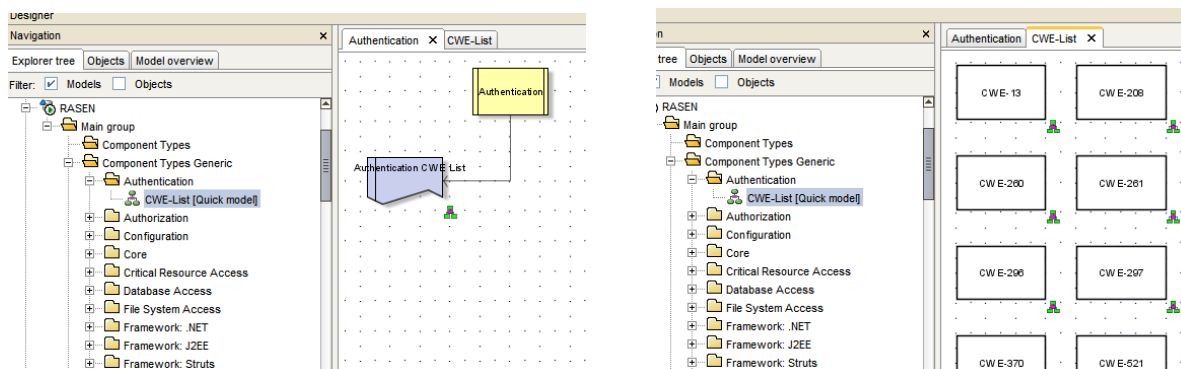 Designer
Navigation
Explorer tree Objects Model overview
Filter: Models Objects
RASEN
Main group
Component Types
Component Types Generic
Authentication
CWE-List [Quick model]
Authorization
Configuration
Core
Critical Resource Access
Database Access
File System Access
Framework: .NET
Framework: J2EE
Framework: Struts
Authentication CWE-List
Authentication
Authentication CWE List
on
tree Objects Model overview
Models Objects
RASEN
Main group
Component Types
Component Types Generic
Authentication
CWE-List [Quick model]
Authorization
Configuration
Core
Critical Resource Access
Database Access
File System Access
Framework: .NET
Framework: J2EE
Framework: Struts
Authentication CWE-List
CWE-13 CWE-208
CWE-260 CWE-261
CWE-296 CWE-297
CWE-370 CWE-521